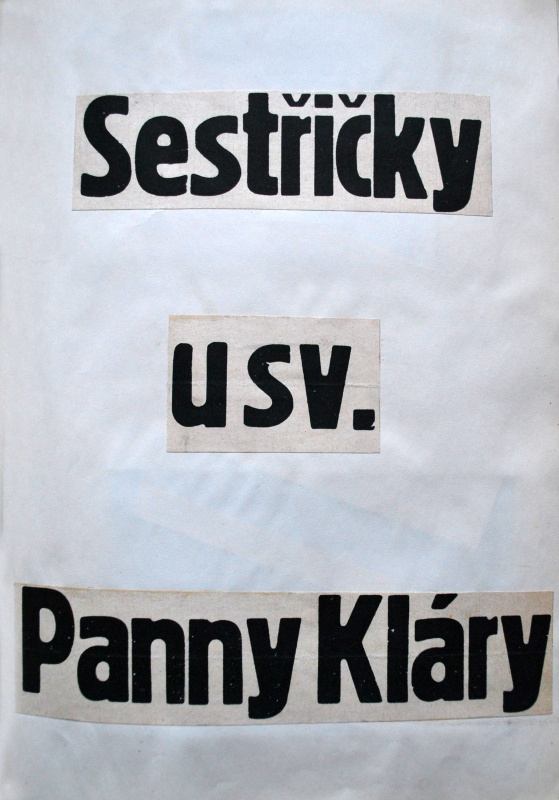 Sestřičky
u sv.
Panny Kláry